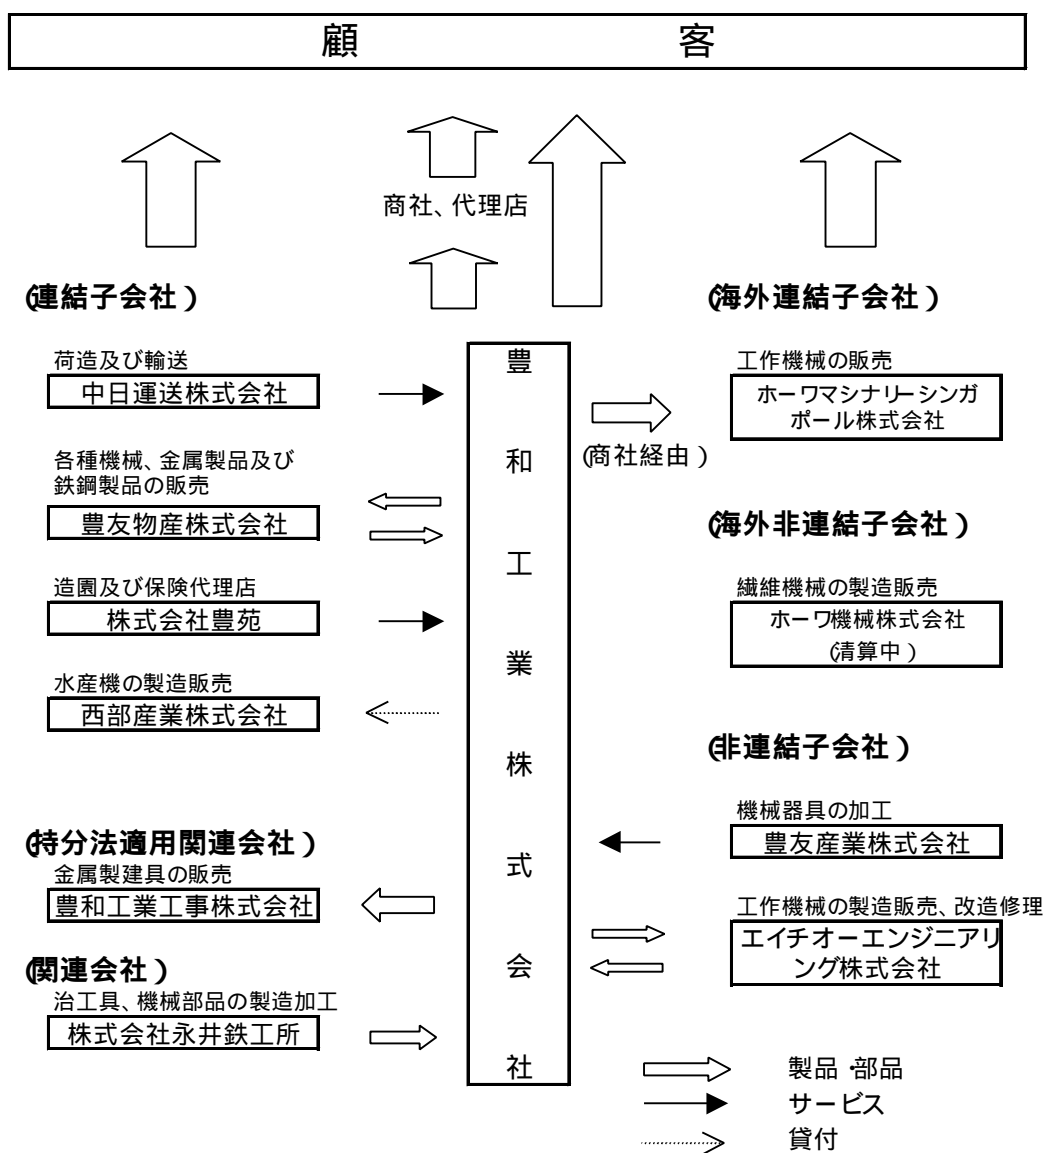 顧 客
商社、代理店
(連結子会社)
荷造及び輸送
中日運送株式会社
各種機械、金属製品及び
鉄鋼製品の販売
豊友物産株式会社
造園及び保険代理店
株式会社豊苑
水産機の製造販売
西部産業株式会社
(持分法適用関連会社)
金属製建具の販売
豊和工業工事株式会社
(関連会社)
治工具、機械部品の製造加工
株式会社永井鉄工所
豊
和
工
業
株
式
会
社
(海外連結子会社)
工作機械の販売
ホーワマシナリーシンガ
ポール株式会社
(商社経由)
(海外非連結子会社)
繊維機械の製造販売
ホーワ機械株式会社
(清算中)
(非連結子会社)
機械器具の加工
豊友産業株式会社
工作機械の製造販売、改造修理
エイチオーエンジニアリ
ング株式会社
製品・部品
サービス
貸付